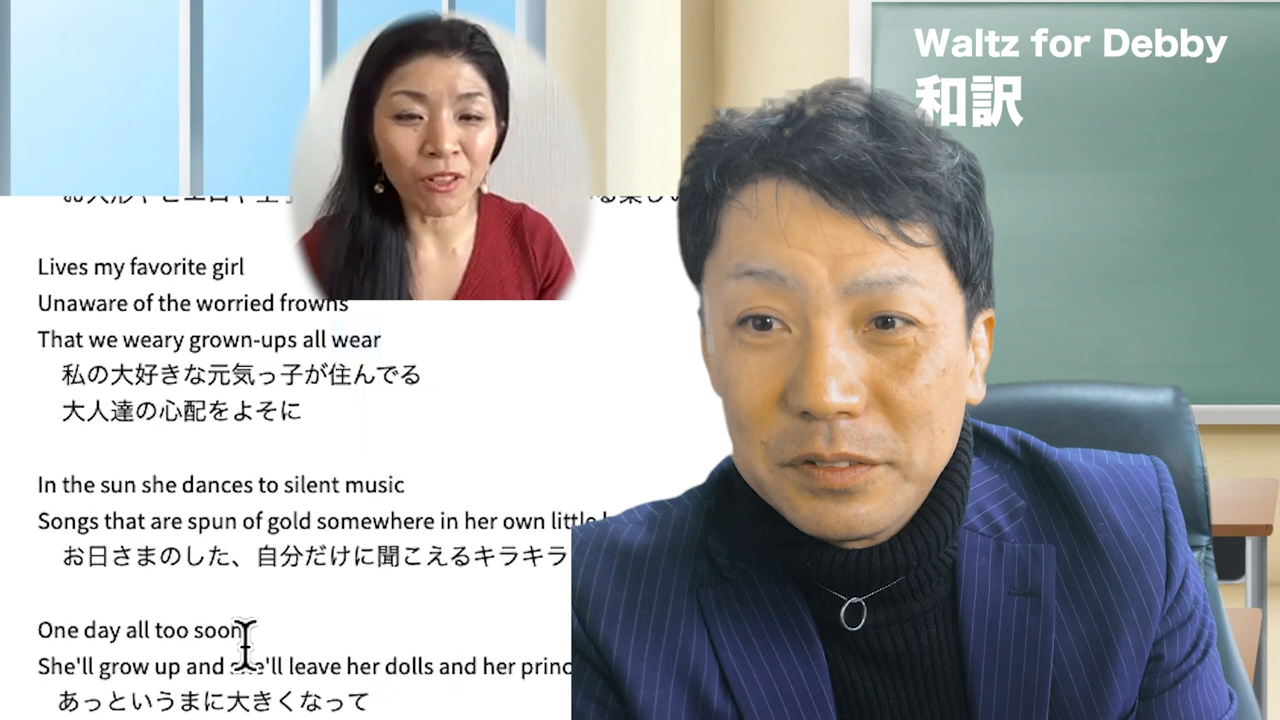 Waltz for Debby
和訳
Lives my favorite girl
Unaware of the worried frowns
That we weary grown-ups all wear
私の大好きな元気っ子が住んでる
大人達の心配をよそに
In the sun she dances to silent music
Songs that are spun of gold somewhere in her own little
お日さまのした、自分だけに聞こえるキラキラ
One day all too soon
She'll grow up and she'll leave her dolls and her princ
あっというまに大きくなって